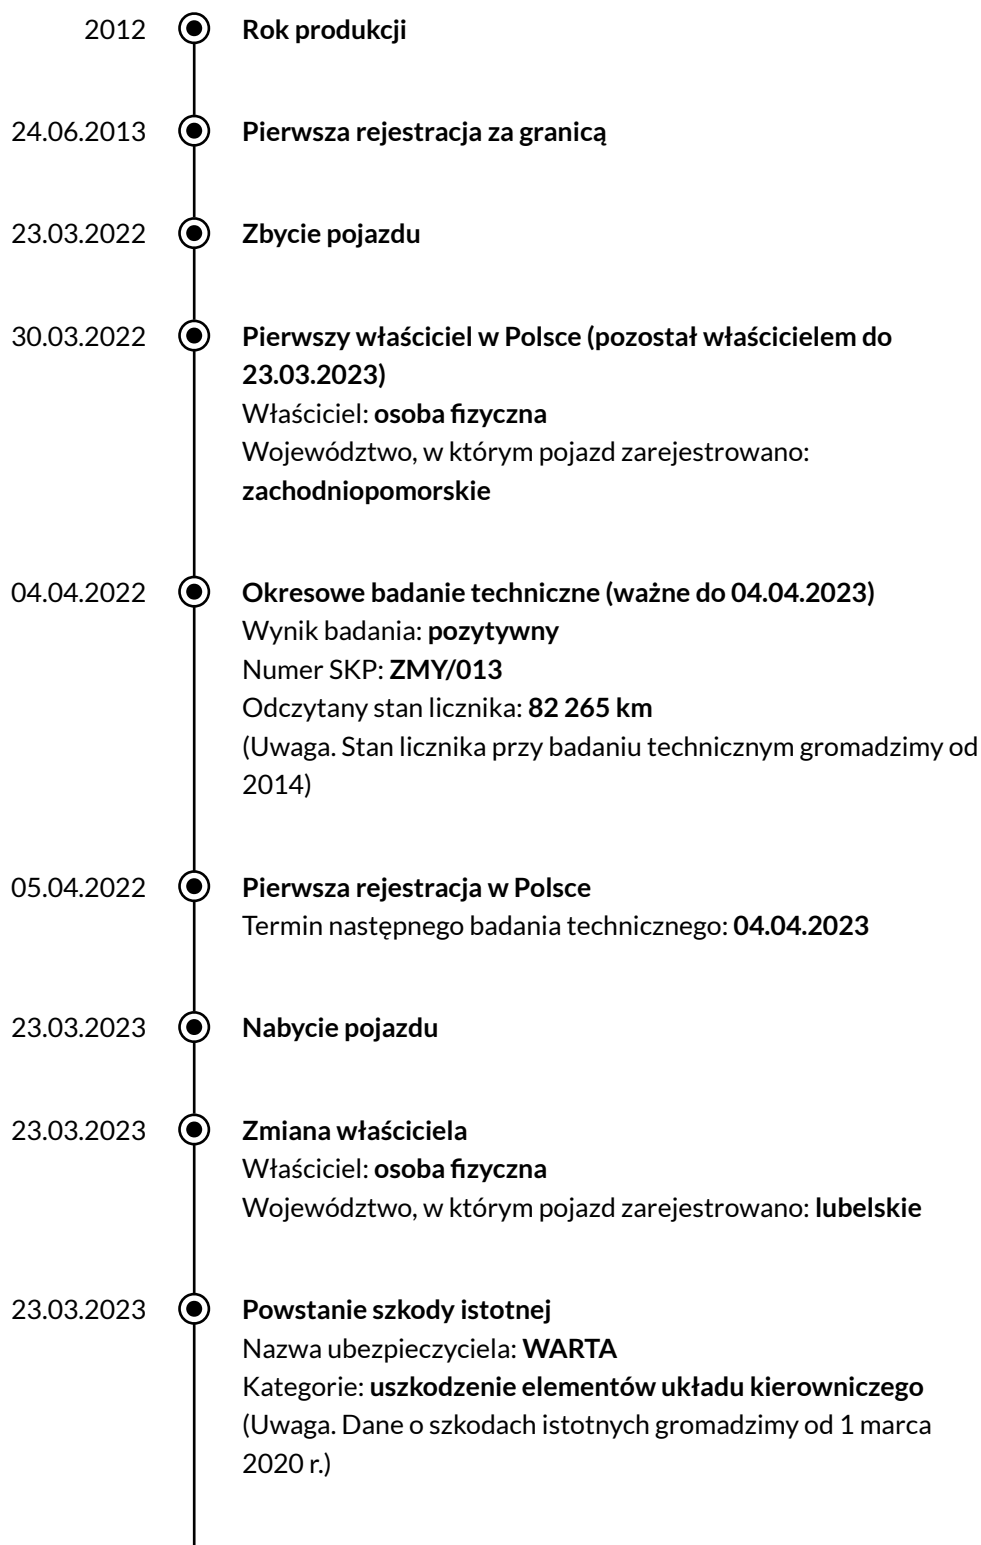 2012 Rok produkcji
24.06.2013 Pierwsza rejestracja za granicą
23.03.2022 Zbycie pojazdu
30.03.2022 Pierwszy właściciel w Polsce (pozostał właścicielem do
23.03.2023)
Właściciel: osoba fizyczna
Województwo, w którym pojazd zarejestrowano:
zachodniopomorskie
04.04.2022 Okresowe badanie techniczne (ważne do 04.04.2023)
Wynik badania: pozytywny
Numer SKP: ZMY/013
Odczytany stan licznika: 82 265 km
(Uwaga. Stan licznika przy badaniu technicznym gromadzimy od
2014)
05.04.2022 Pierwsza rejestracja w Polsce
Termin następnego badania technicznego: 04.04.2023
23.03.2023 Nabycie pojazdu
23.03.2023 Zmiana właściciela
Właściciel: osoba fizyczna
Województwo, w którym pojazd zarejestrowano: lubelskie
23.03.2023 Powstanie szkody istotnej
Nazwa ubezpieczyciela: WARTA
Kategorie: uszkodzenie elementów układu kierowniczego
(Uwaga. Dane o szkodach istotnych gromadzimy od 1 marca
2020 r.)